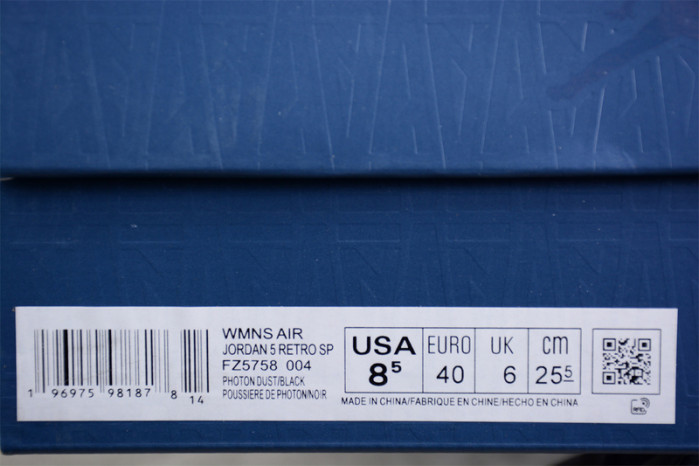 WMNS AIR
JORDAN 5 RETRO SP
FZ5758 004
PHOTON DUST/BLACK
POUSSIERE DE PHOTON/NOIR
1 96975 98187 8 14
USA EURO UK cm
8⁵ 40 6 25⁵
MADE IN CHINA/FABRIQUE EN CHINE/HECHO EN CHINA